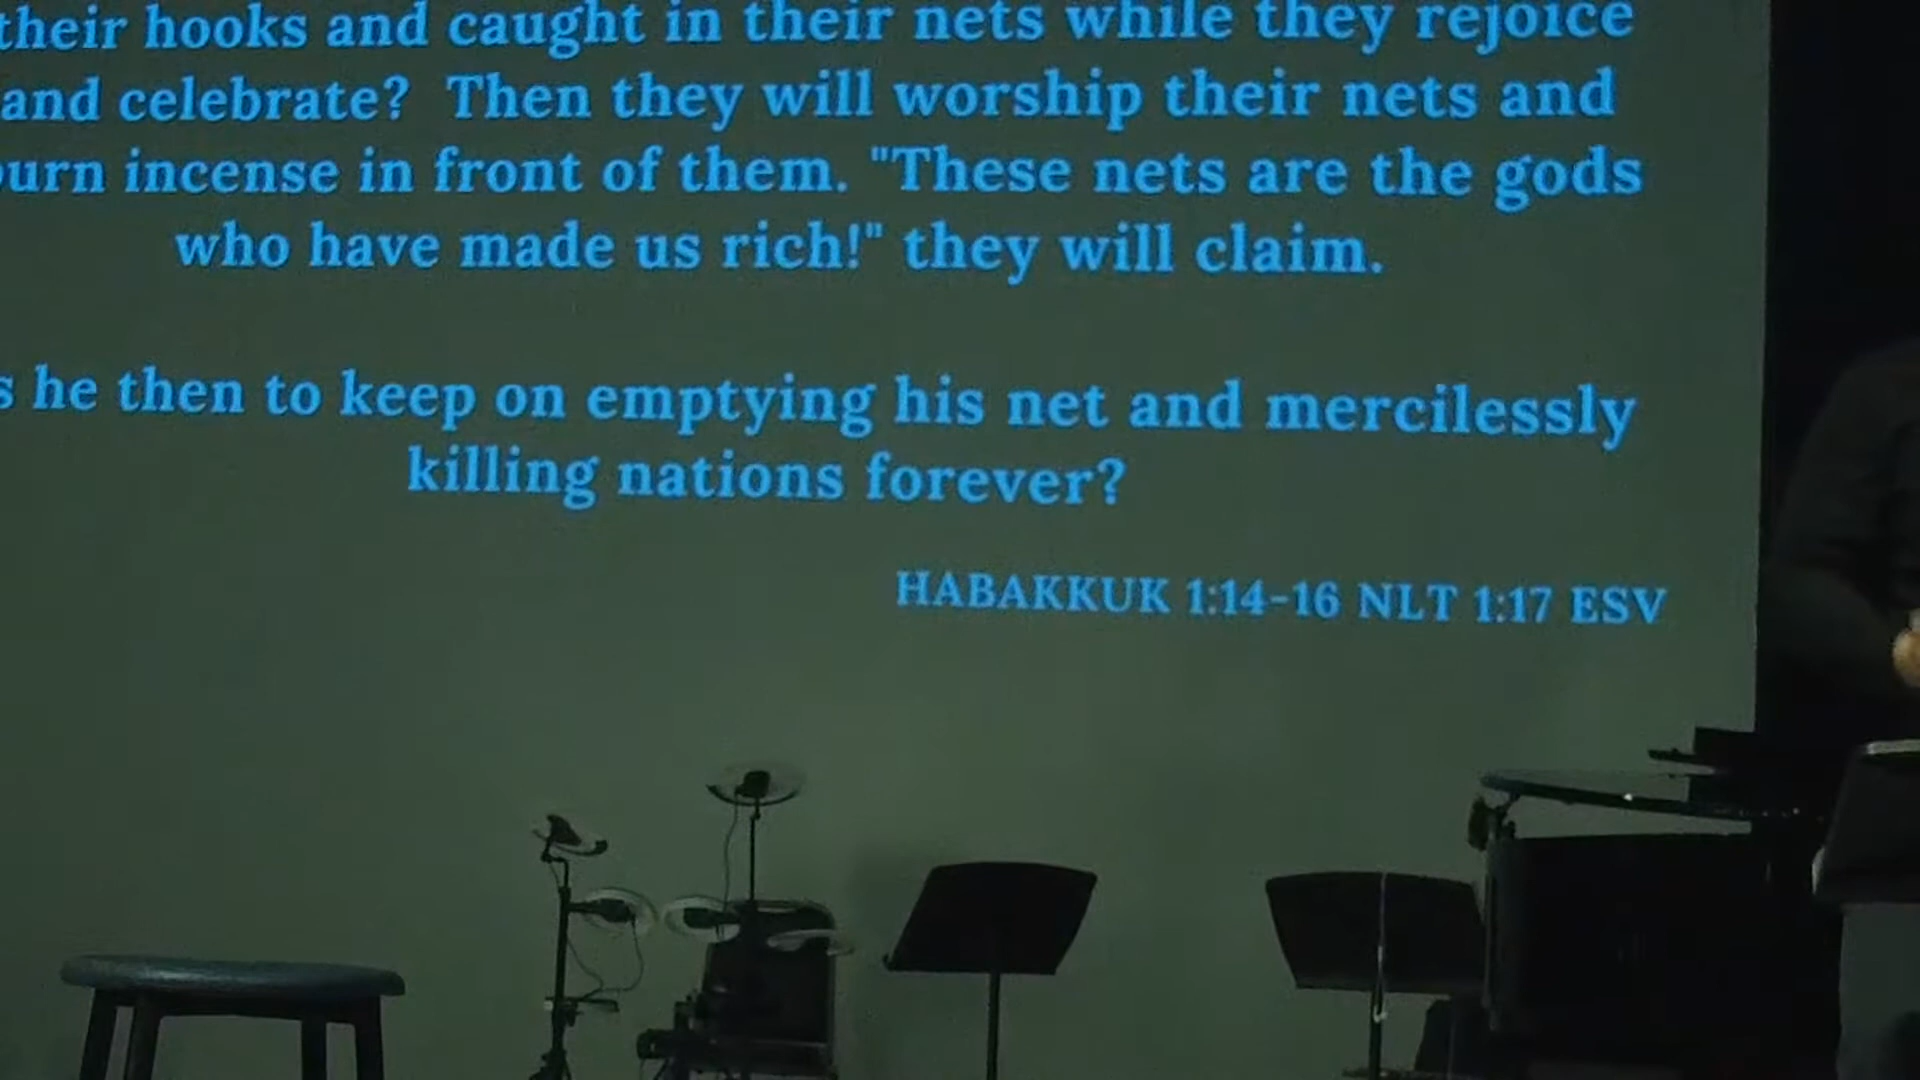 their hooks and caught in their nets while they rejoice
and celebrate? Then they will worship their nets and
urn incense in front of them. "These nets are the gods
who have made us rich!" they will claim.
s he then to keep on emptying his net and mercilessly
killing nations forever?
HABAKKUK 1:14-16 NLT 1:17 ESV